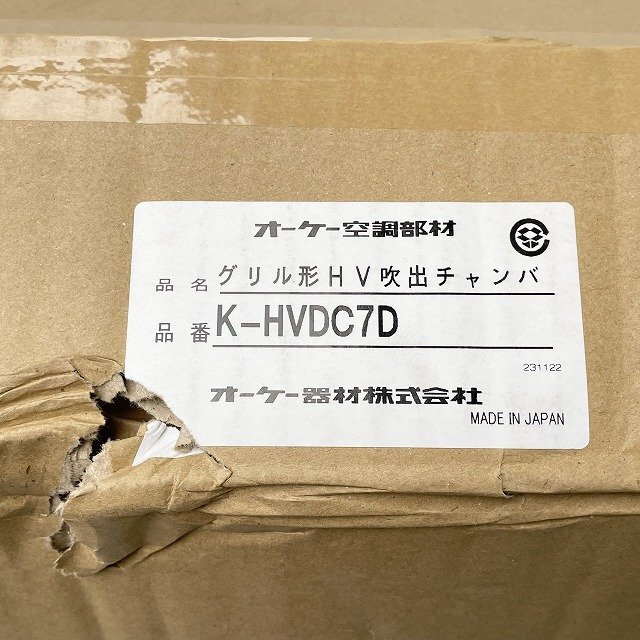 オーケー空調部材
品名 グリル形HV吹出チャンバ
品番 K-HVDC7D
231122
オーケー器材株式会社
MADE IN JAPAN